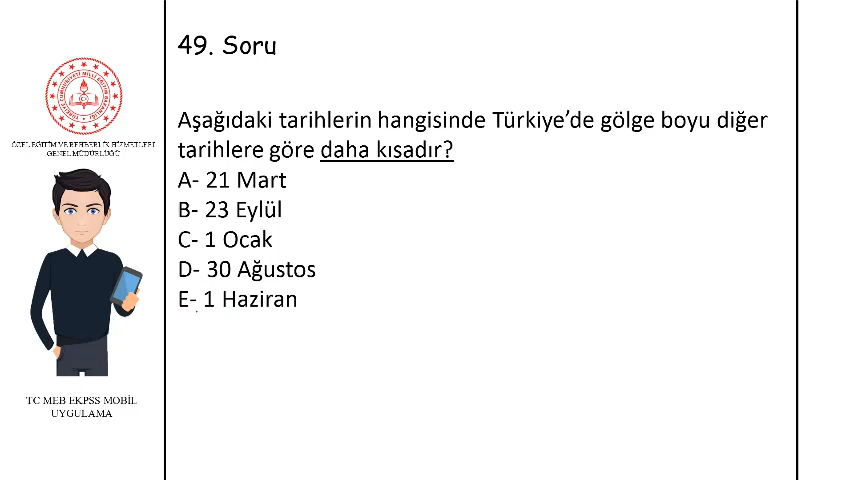 49. Soru
Aşağıdaki tarihlerin hangisinde Türkiye'de gölge boyu diğer
tarihlere göre daha kısadır?
A- 21 Mart
B- 23 Eylül
C- 1 Ocak
D- 30 Ağustos
E- 1 Haziran
ÖZEL EĞİTİM VE REHBERLİK HİZMETLERİ
GENEL MÜDÜRLÜĞÜ
TC MEB EKPSS MOBİL
UYGULAMA